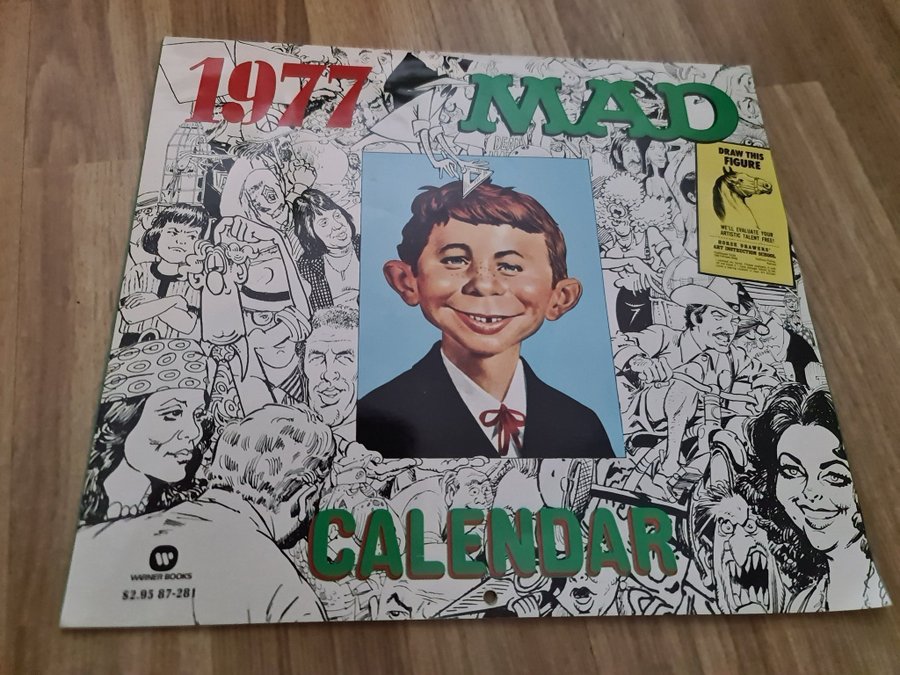 1977 MAD
DRAW THIS
FIGURE
WE'LL EVALUATE YOUR
ARTISTIC TALENT FREE!
HORSE DRAWERS'
ART INSTRUCTION SCHOOL
7
CALENDAR
WARNER BOOKS
$2.95 87-281